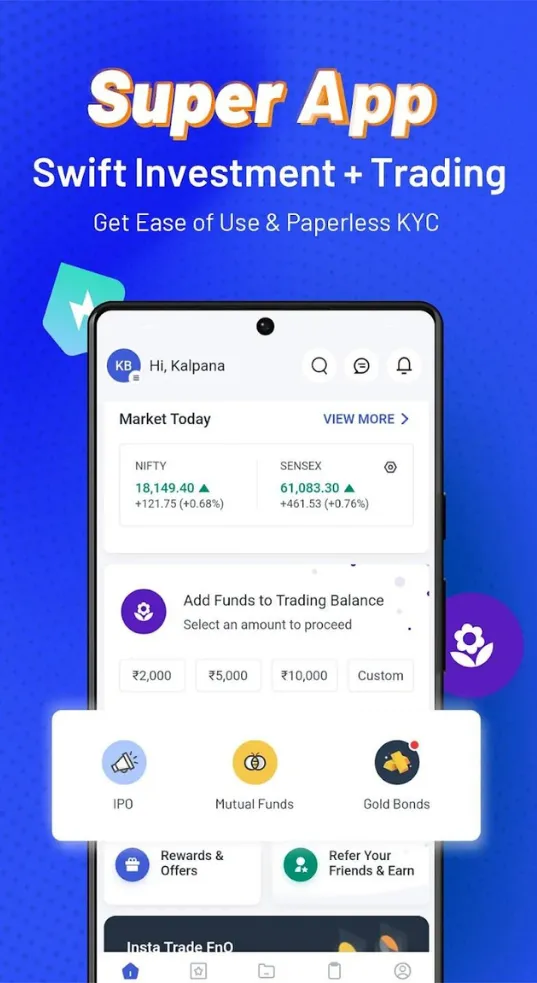 Super App
Swift Investment + Trading
Get Ease of Use & Paperless KYC
KB Hi, Kalpana
Market Today VIEW MORE
NIFTY SENSEX
18,149.40 ▲ 61,083.30 ▲
+121.75 (+0.68%) +461.53 (+0.76%)
Add Funds to Trading Balance
Select an amount to proceed
₹2,000 ₹5,000 ₹10,000 Custom
IPO Mutual Funds Gold Bonds
Rewards & Refer Your
Offers Friends & Earn
Insta Trade FnO